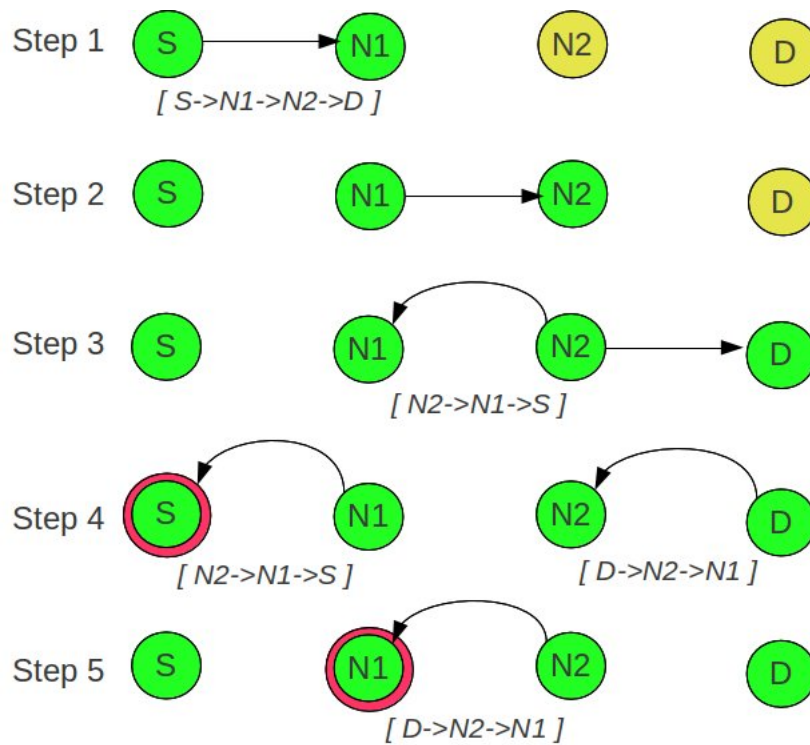 Step 1 S N1 N2 D
[ S->N1->N2->D ]
Step 2 S N1 N2 D
Step 3 S N1 N2 D
[ N2->N1->S ]
Step 4 S N1 N2 D
[ N2->N1->S ] [ D->N2->N1 ]
Step 5 S N1 N2 D
[ D->N2->N1 ]